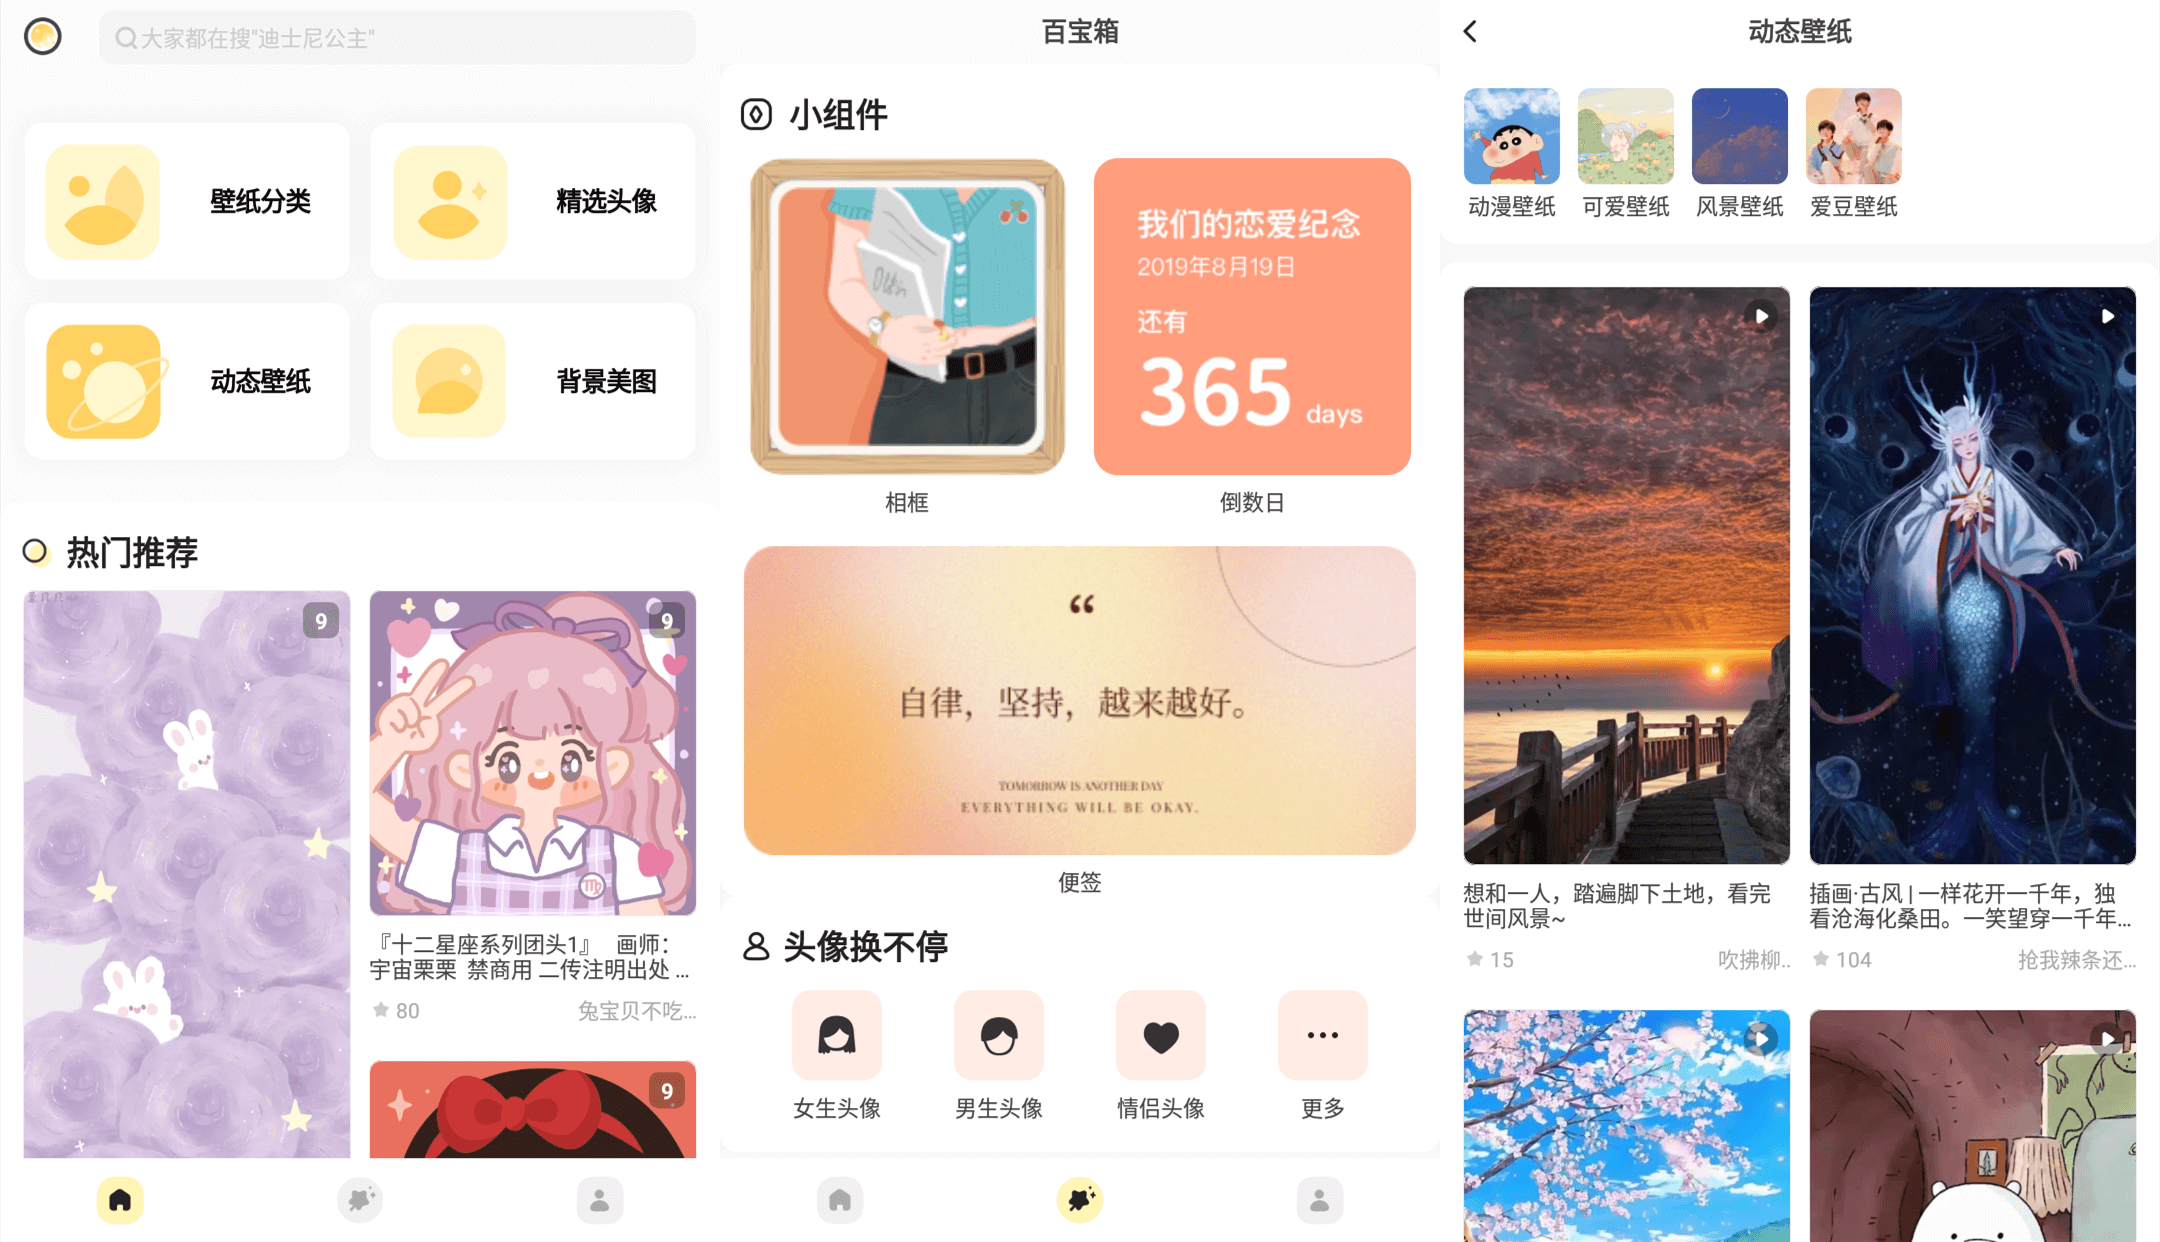 大家都在搜"迪士尼公主"
壁纸分类
精选头像
动态壁纸
背景美图
热门推荐
9
9
『十二星座系列团头1』 画师：
宇宙栗栗 禁商用 二传注明出处 ...
80
兔宝贝不吃...
9
百宝箱
小组件
我们的恋爱纪念
2019年8月19日
还有
365 days
相框
倒数日
“
自律，坚持，越来越好。
TOMORROW IS ANOTHER DAY
EVERYTHING WILL BE OKAY.
便签
头像换不停
女生头像
男生头像
情侣头像
更多
动态壁纸
动漫壁纸
可爱壁纸
风景壁纸
爱豆壁纸
想和一人，踏遍脚下土地，看完
世间风景~
15
吹拂柳..
插画·古风 | 一样花开一千年，独
看沧海化桑田。一笑望穿一千年...
104
抢我辣条还...